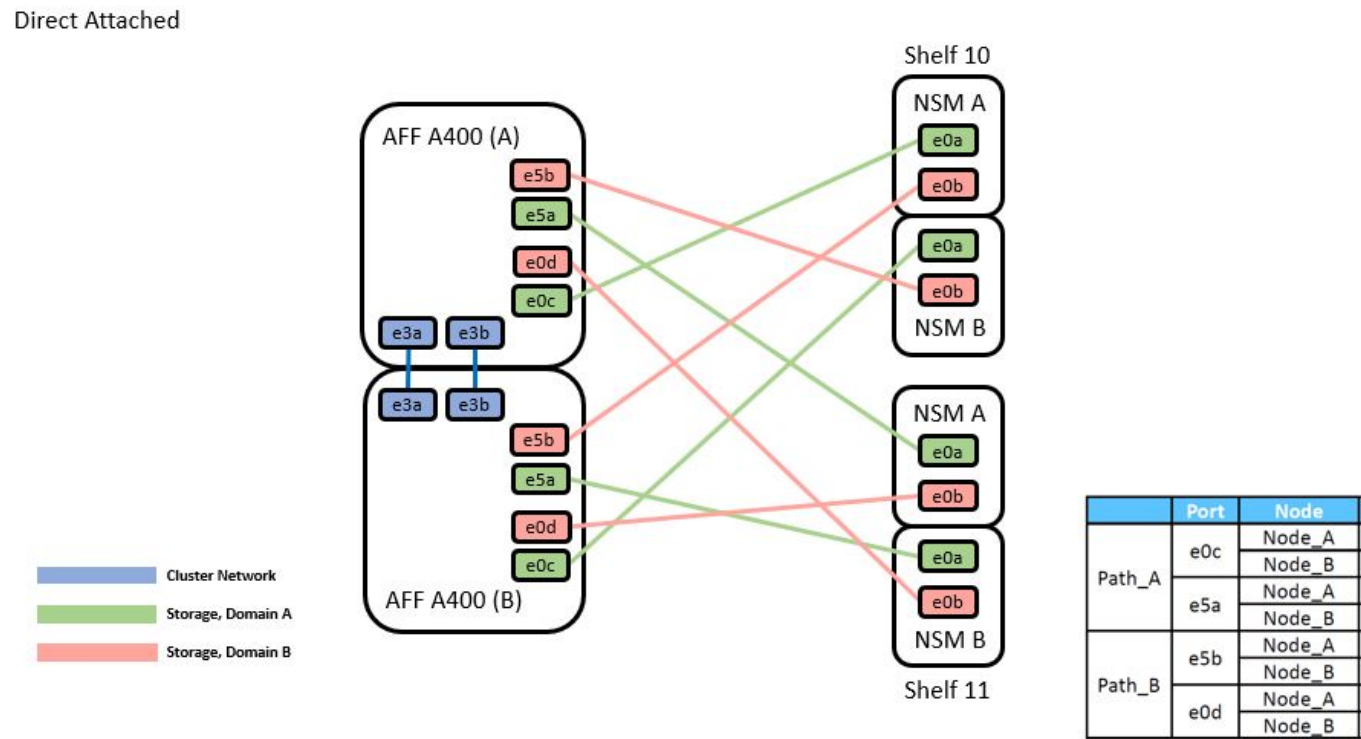 Direct Attached
AFF A400 (A)
e5b
e5a
e0d
e0c
e3a e3b
e3a e3b
e5b
e5a
e0d
e0c
AFF A400 (B)
Shelf 10
NSM A
e0a
e0b
e0a
e0b
NSM B
NSM A
e0a
e0b
e0a
e0b
NSM B
Shelf 11
Cluster Network
Storage, Domain A
Storage, Domain B
Port Node
Path_A e0c Node_A
Node_B
e5a Node_A
Node_B
Path_B e5b Node_A
Node_B
e0d Node_A
Node_B